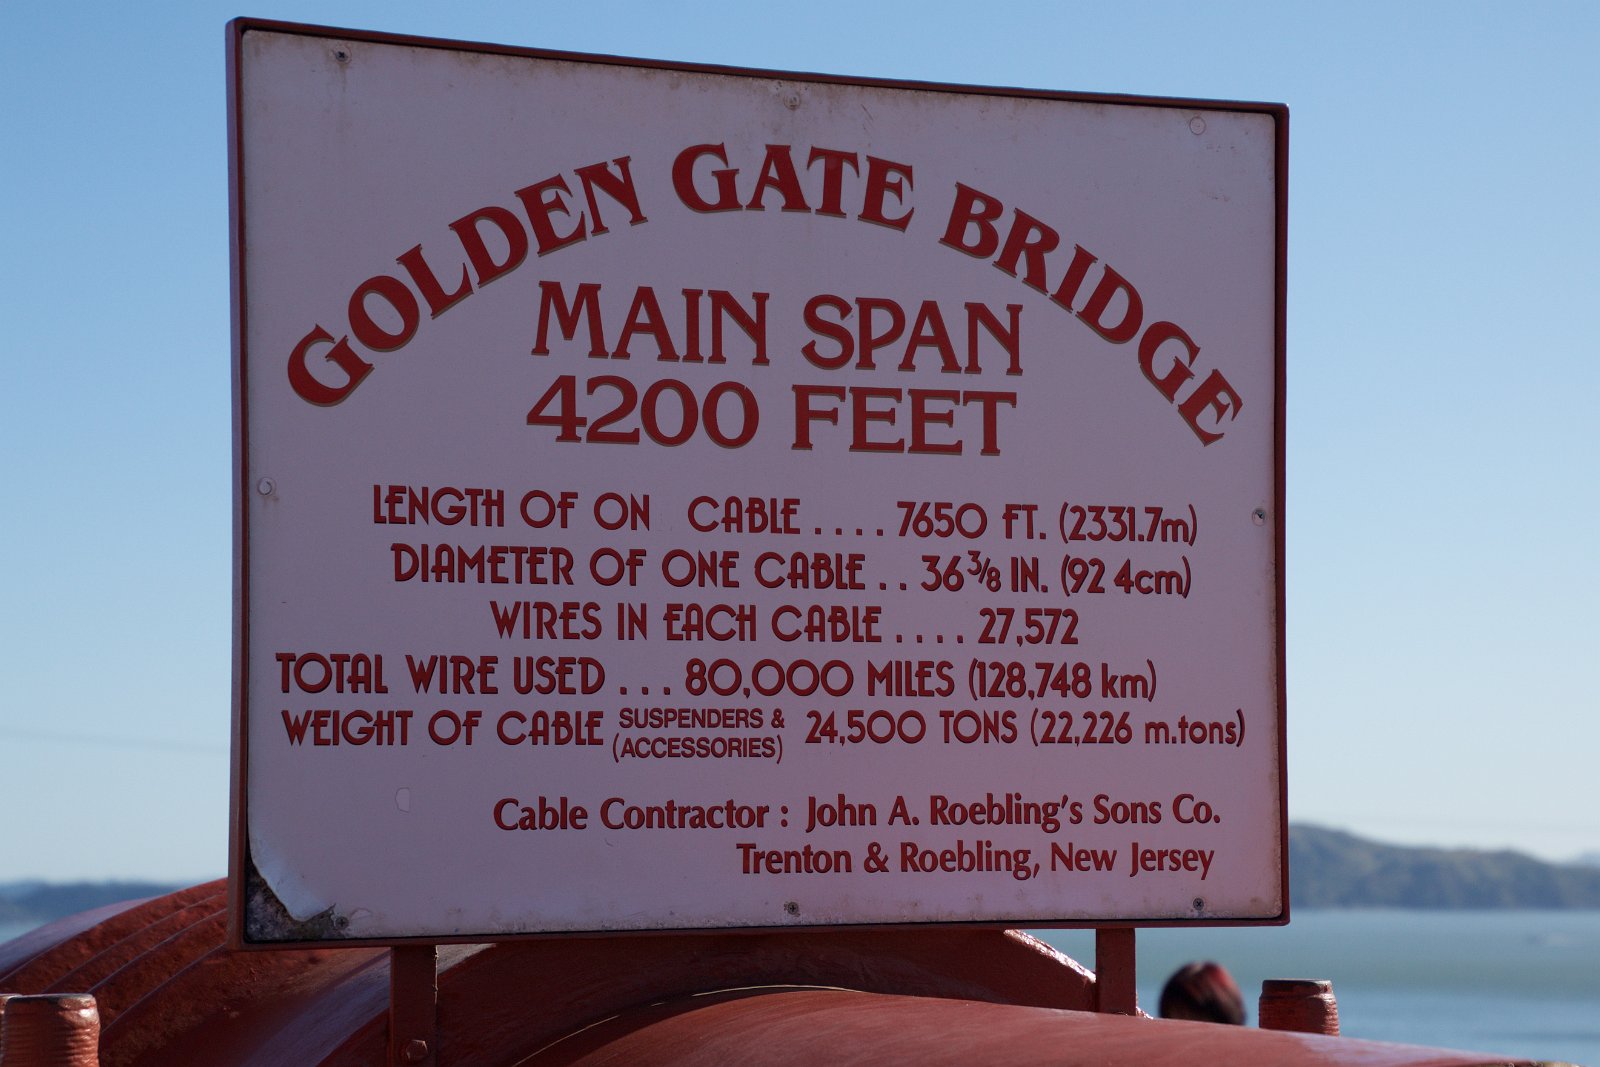 GOLDEN GATE BRIDGE
MAIN SPAN
4200 FEET
LENGTH OF ON CABLE .... 7650 FT. (2331.7m)
DIAMETER OF ONE CABLE .. 36 3/8 IN. (92 4cm)
WIRES IN EACH CABLE .... 27,572
TOTAL WIRE USED ... 80,000 MILES (128,748 km)
WEIGHT OF CABLE SUSPENDERS & (ACCESSORIES) 24,500 TONS (22,226 m.tons)
Cable Contractor : John A. Roebling's Sons Co.
Trenton & Roebling, New Jersey